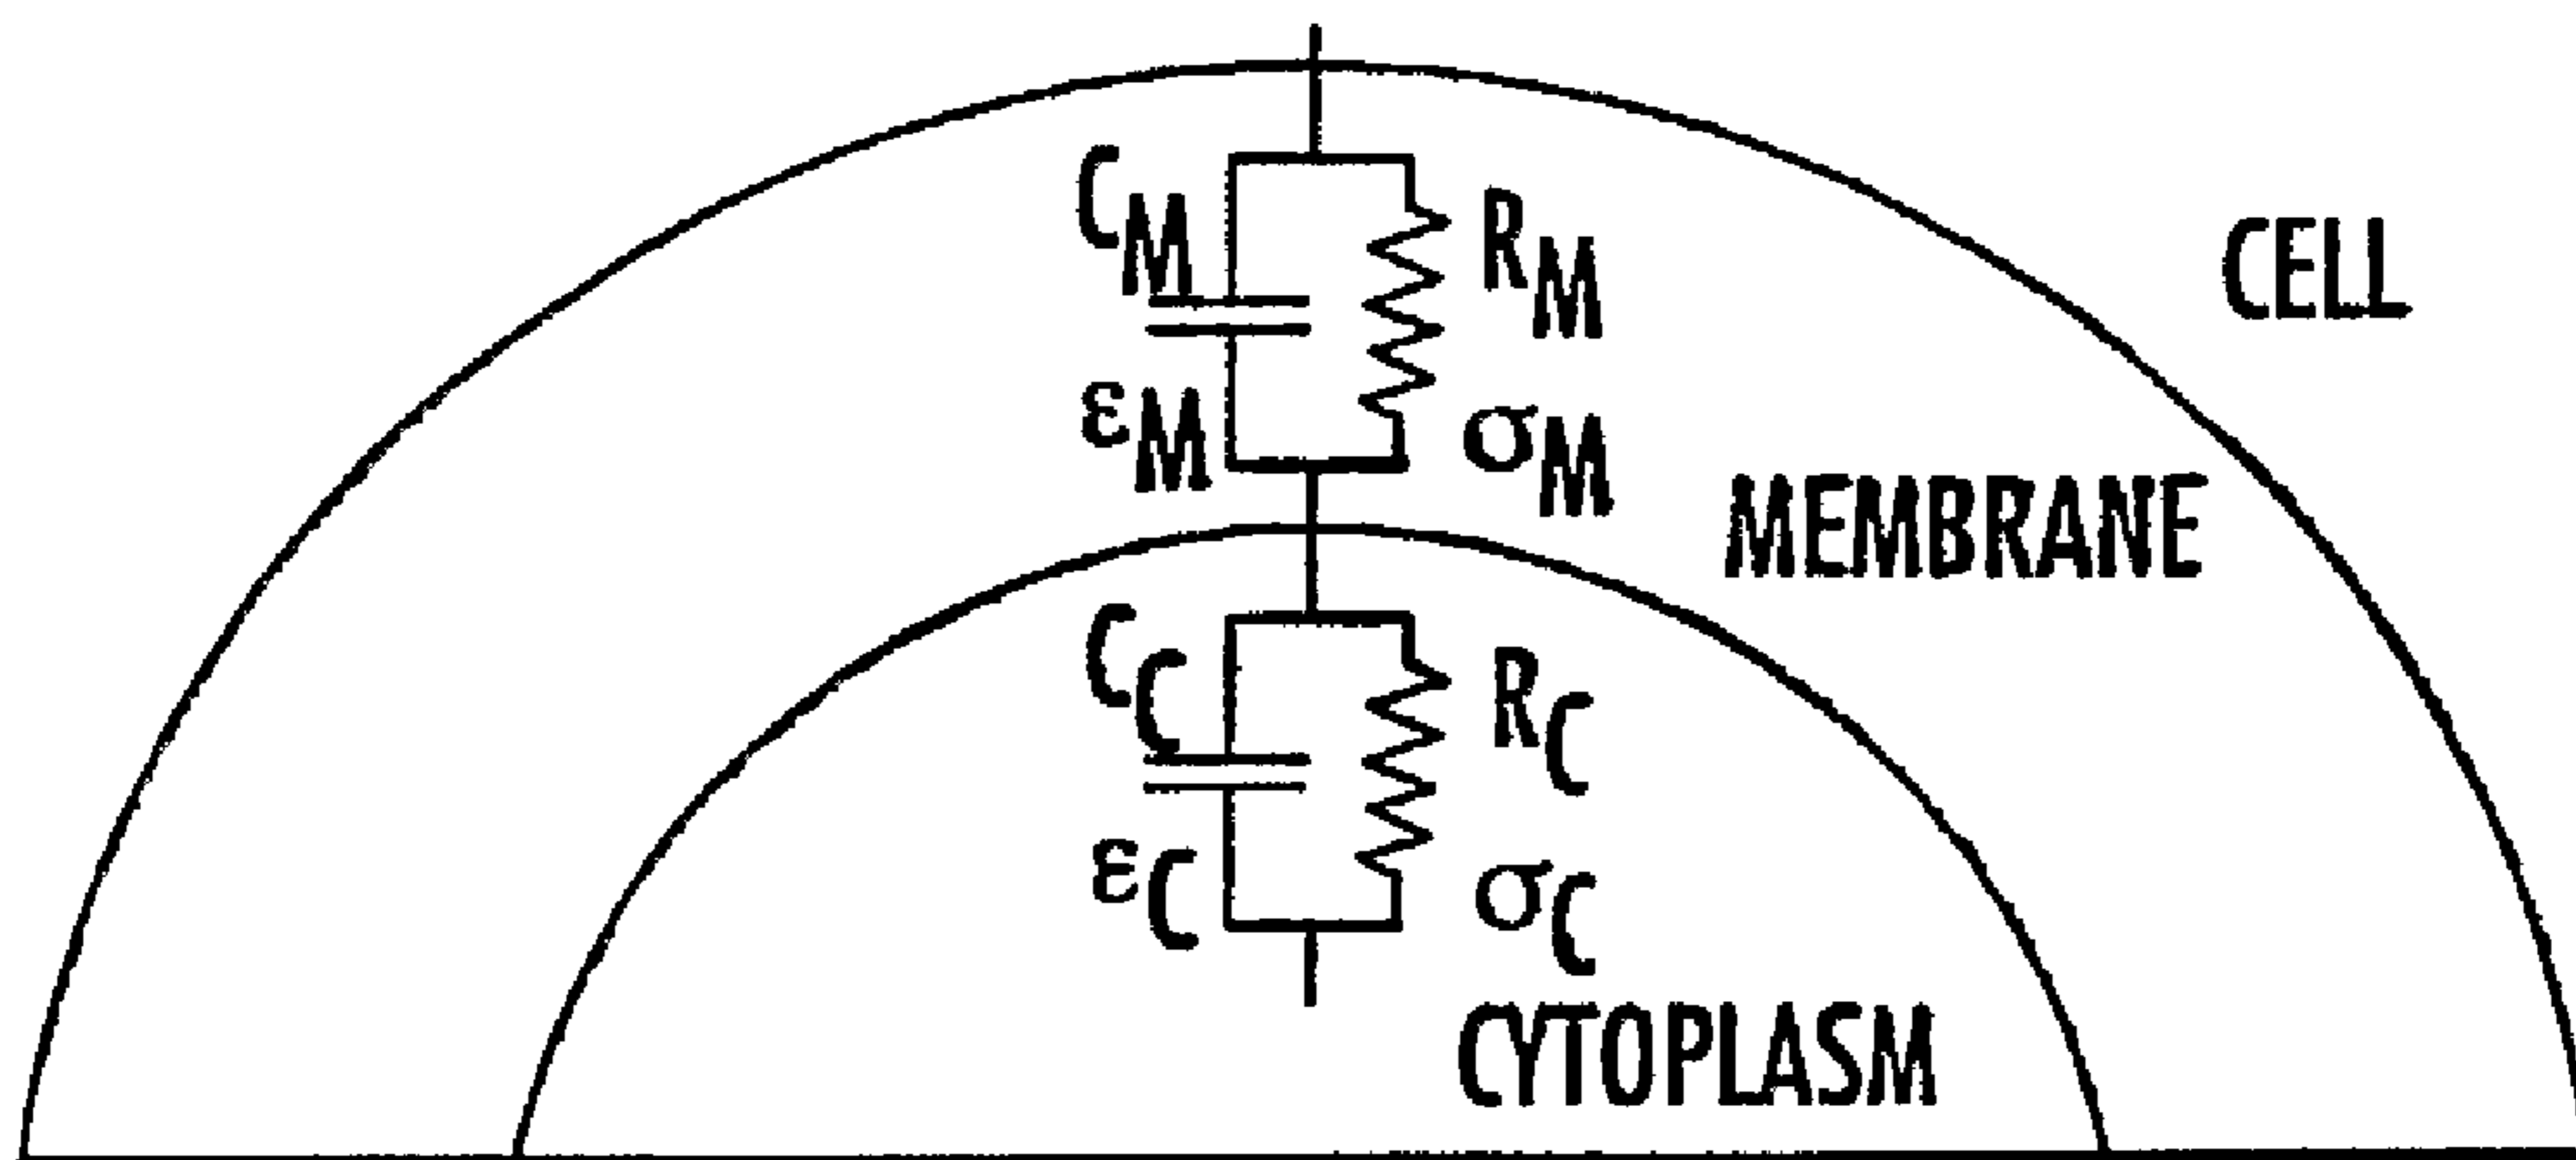 C_M
R_M
CELL
ε_M
σ_M
MEMBRANE
C_C
R_C
ε_C
σ_C
CYTOPLASM